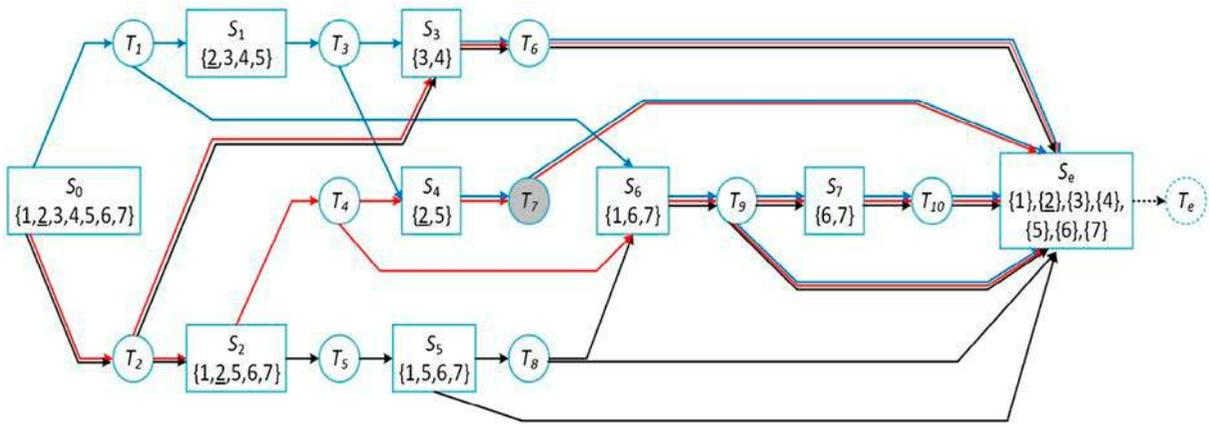 T1
S1
{2,3,4,5}
T3
S3
{3,4}
T6
S0
{1,2,3,4,5,6,7}
T4
S4
{2,5}
T7
S6
{1,6,7}
T9
S7
{6,7}
T10
Se
{1},{2},{3},{4},
{5},{6},{7}
Te
T2
S2
{1,2,5,6,7}
T5
S5
{1,5,6,7}
T8